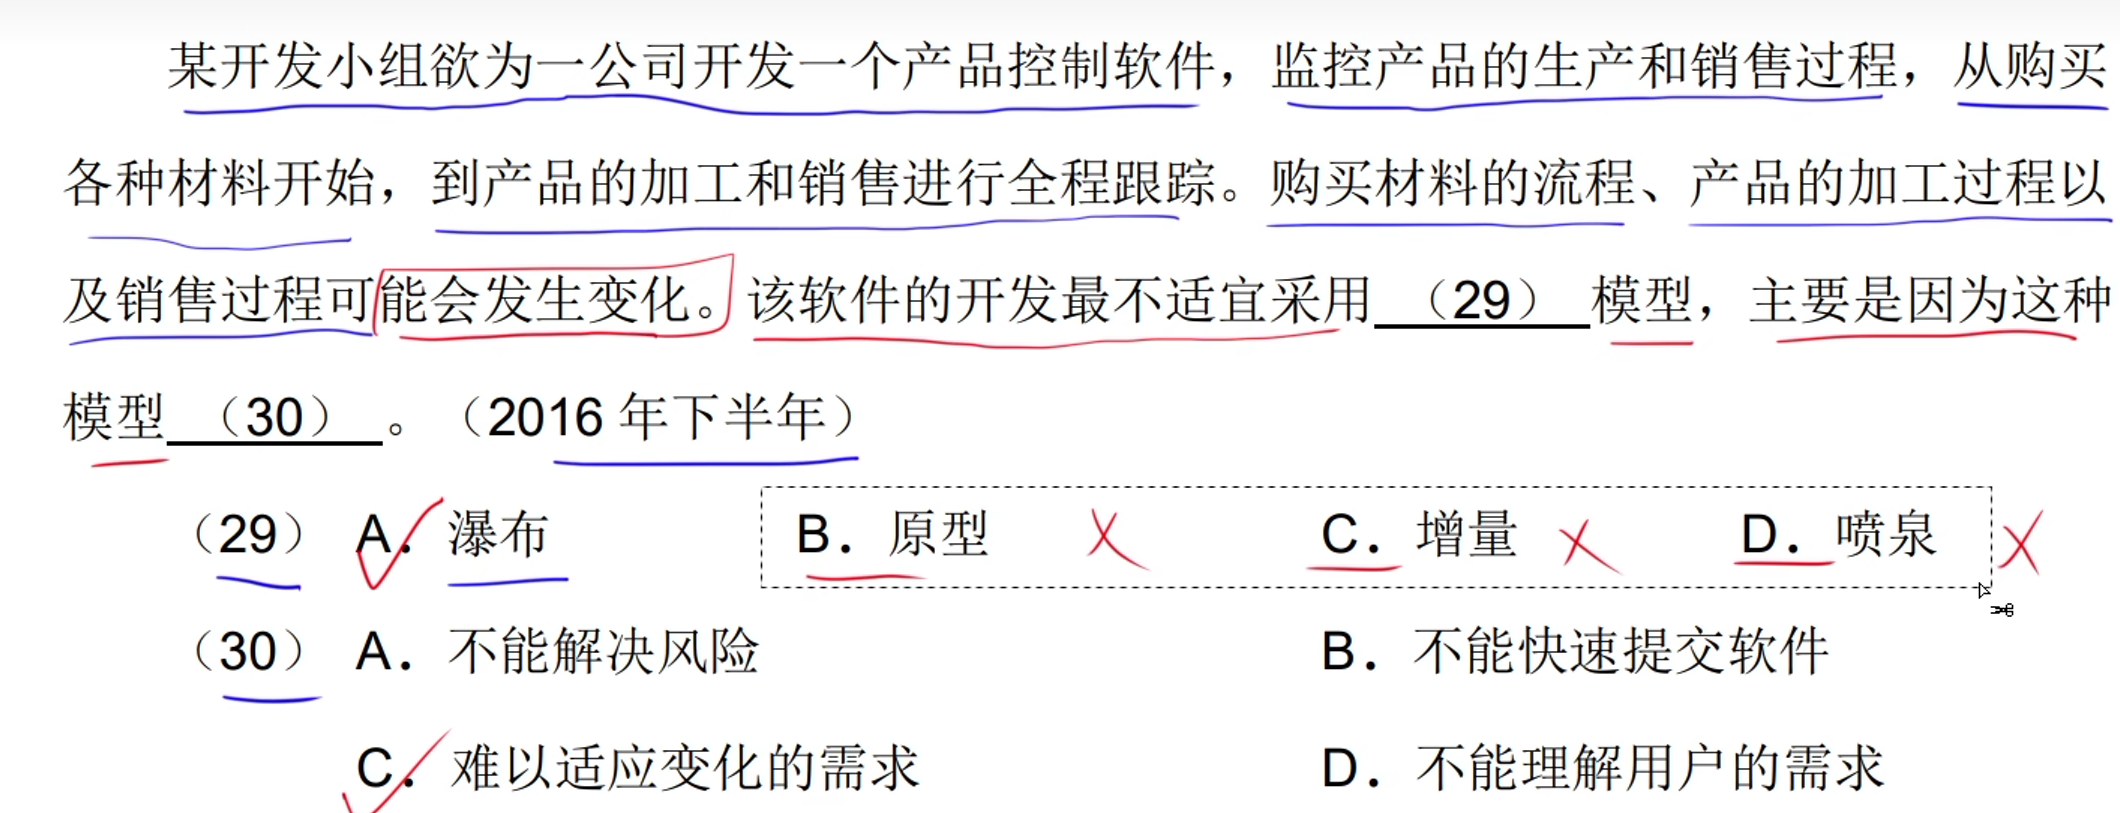 某开发小组欲为一公司开发一个产品控制软件，监控产品的生产和销售过程，从购买
各种材料开始，到产品的加工和销售进行全程跟踪。购买材料的流程、产品的加工过程以
及销售过程可能会发生变化。该软件的开发最不适宜采用 （29） 模型，主要是因为这种
模型 （30） 。（2016 年下半年）
（29） A．瀑布 B．原型 C．增量 D．喷泉
（30） A．不能解决风险 B．不能快速提交软件
C．难以适应变化的需求 D．不能理解用户的需求